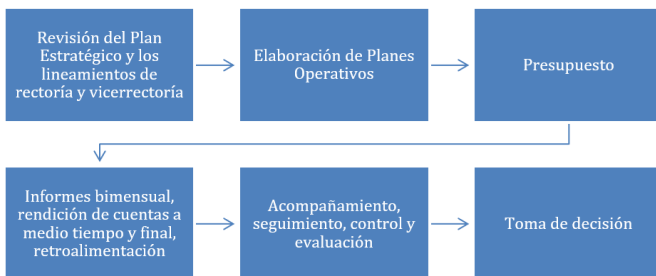 Revisión del Plan
Estratégico y los
lineamientos de
rectoría y vicerrectoría
Elaboración de Planes
Operativos
Presupuesto
Informes bimensual,
rendición de cuentas a
medio tiempo y final,
retroalimentación
Acompañamiento,
seguimiento, control y
evaluación
Toma de decisión